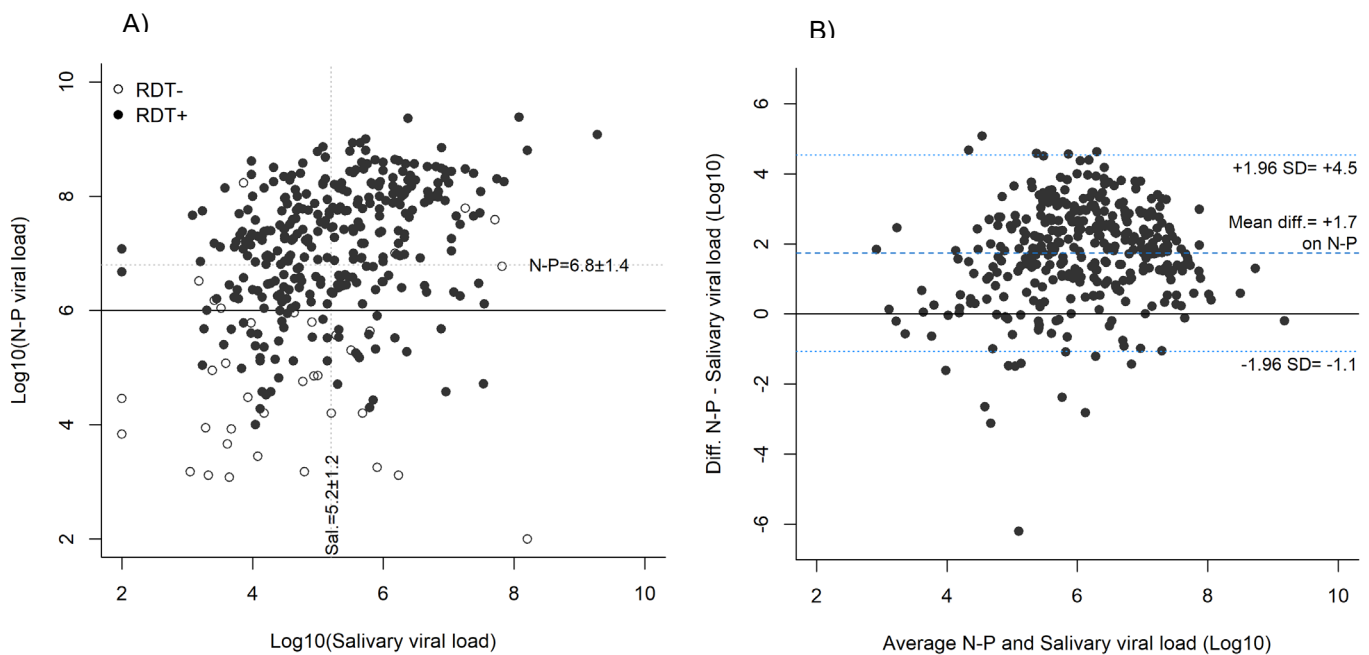 A)
RDT-
RDT+
10
8
6
4
2
Log10(N-P viral load)
N-P=6.8±1.4
Sal.=5.2±1.2
2
4
6
8
10
Log10(Salivary viral load)
B)
6
4
2
0
-2
-4
-6
Diff. N-P - Salivary viral load (Log10)
+1.96 SD= +4.5
Mean diff.= +1.7
on N-P
-1.96 SD= -1.1
2
4
6
8
10
Average N-P and Salivary viral load (Log10)